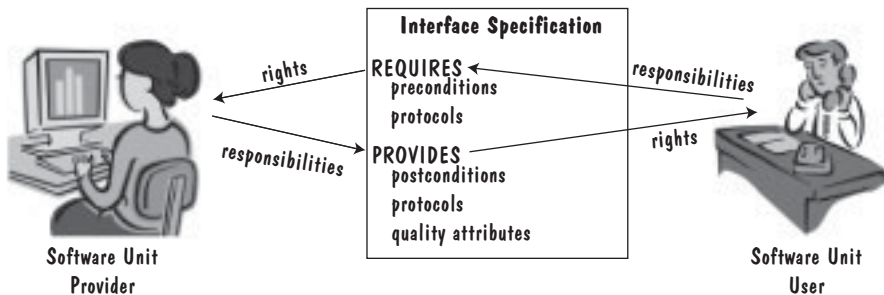 Interface Specification
rights
REQUIRES
preconditions
protocols
responsibilities
responsibilities
PROVIDES
postconditions
protocols
quality attributes
rights
Software Unit
Provider
Software Unit
User